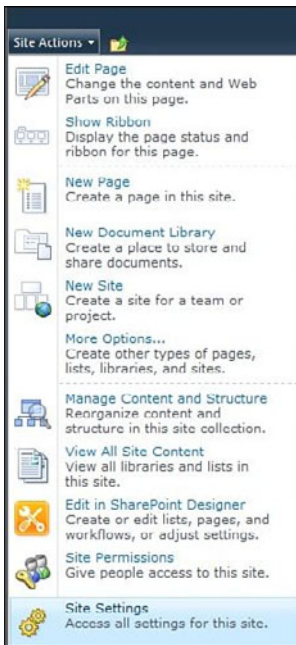 Site Actions
Edit Page
Change the content and Web
Parts on this page.
Show Ribbon
Display the page status and
ribbon for this page.
New Page
Create a page in this site.
New Document Library
Create a place to store and
share documents.
New Site
Create a site for a team or
project.
More Options...
Create other types of pages,
lists, libraries, and sites.
Manage Content and Structure
Reorganize content and
structure in this site collection.
View All Site Content
View all libraries and lists in
this site.
Edit in SharePoint Designer
Create or edit lists, pages, and
workflows, or adjust settings.
Site Permissions
Give people access to this site.
Site Settings
Access all settings for this site.